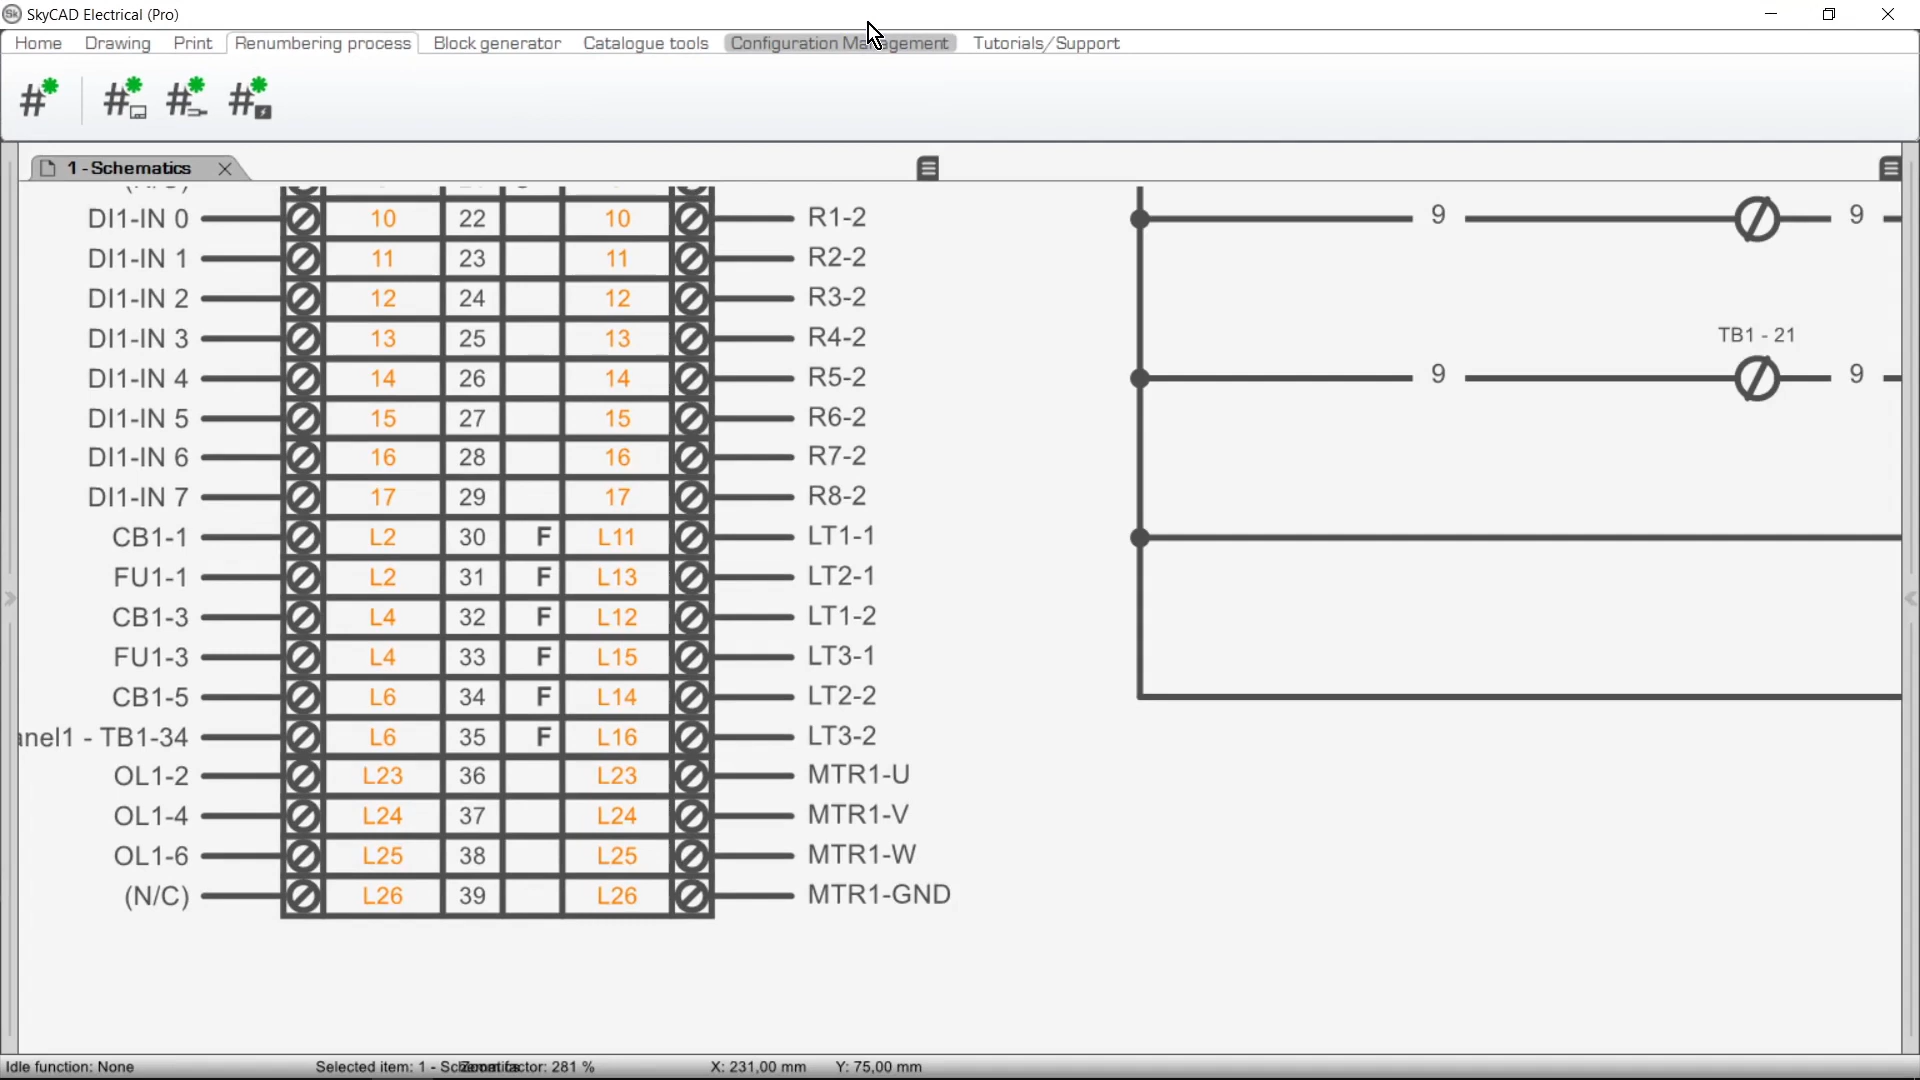 SkyCAD Electrical (Pro)
Home Drawing Print Renumbering process Block generator Catalogue tools Configuration Management Tutorials/Support
1 - Schematics
DI1-IN 0 10 22 10 R1-2 9 9
DI1-IN 1 11 23 11 R2-2
DI1-IN 2 12 24 12 R3-2
DI1-IN 3 13 25 13 R4-2 TB1 - 21
DI1-IN 4 14 26 14 R5-2 9 9
DI1-IN 5 15 27 15 R6-2
DI1-IN 6 16 28 16 R7-2
DI1-IN 7 17 29 17 R8-2
CB1-1 L2 30 F L11 LT1-1
FU1-1 L2 31 F L13 LT2-1
CB1-3 L4 32 F L12 LT1-2
FU1-3 L4 33 F L15 LT3-1
CB1-5 L6 34 F L14 LT2-2
anel1 - TB1-34 L6 35 F L16 LT3-2
OL1-2 L23 36 L23 MTR1-U
OL1-4 L24 37 L24 MTR1-V
OL1-6 L25 38 L25 MTR1-W
(N/C) L26 39 L26 MTR1-GND
Idle function: None Selected item: 1 - Schematics Zoom factor: 281 % X: 231,00 mm Y: 75,00 mm